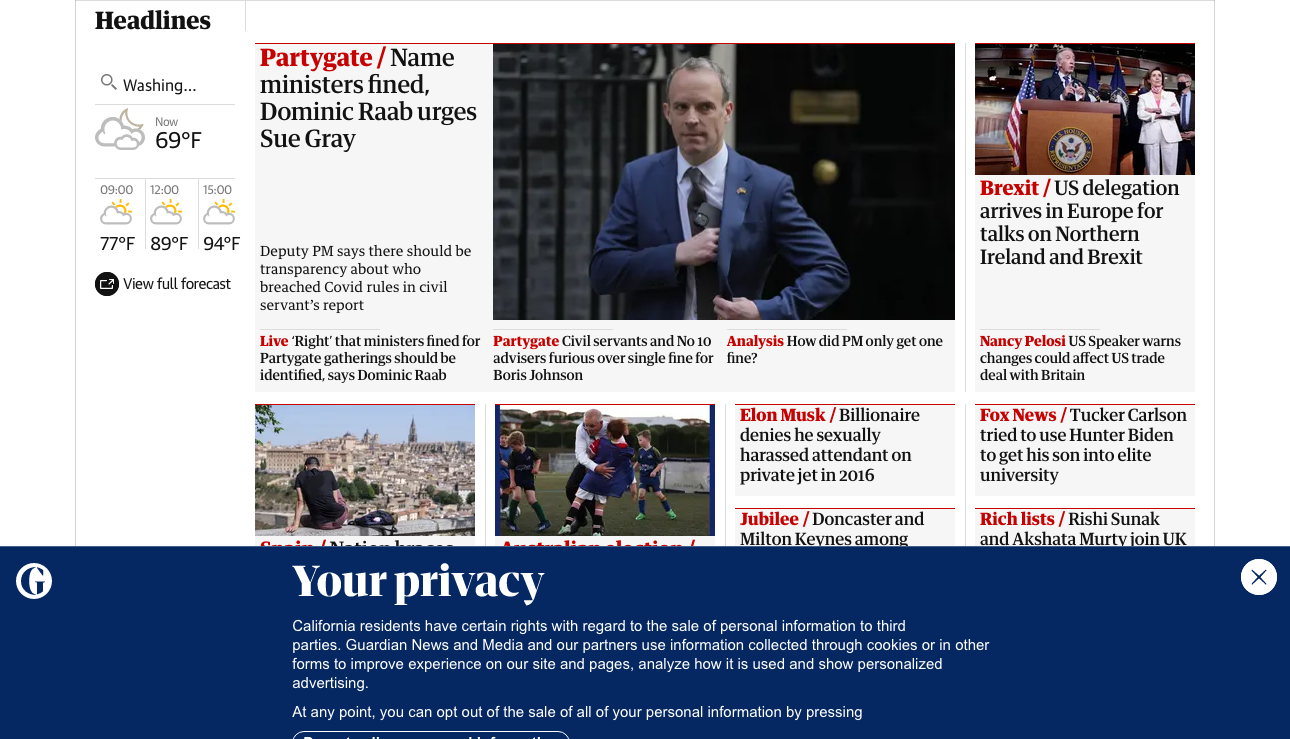 Headlines
Washing...
Now
69°F
09:00
12:00
15:00
77°F
89°F
94°F
View full forecast
Partygate / Name
ministers fined,
Dominic Raab urges
Sue Gray
Deputy PM says there should be
transparency about who
breached Covid rules in civil
servant's report
Live ‘Right’ that ministers fined for
Partygate gatherings should be
identified, says Dominic Raab
Partygate Civil servants and No 10
advisers furious over single fine for
Boris Johnson
Analysis How did PM only get one
fine?
Brexit / US delegation
arrives in Europe for
talks on Northern
Ireland and Brexit
Nancy Pelosi US Speaker warns
changes could affect US trade
deal with Britain
Spain / Nation braces
Australian election /
Elon Musk / Billionaire
denies he sexually
harassed attendant on
private jet in 2016
Jubilee / Doncaster and
Milton Keynes among
Fox News / Tucker Carlson
tried to use Hunter Biden
to get his son into elite
university
Rich lists / Rishi Sunak
and Akshata Murty join UK
Your privacy
California residents have certain rights with regard to the sale of personal information to third
parties. Guardian News and Media and our partners use information collected through cookies or in other
forms to improve experience on our site and pages, analyze how it is used and show personalized
advertising.
At any point, you can opt out of the sale of all of your personal information by pressing